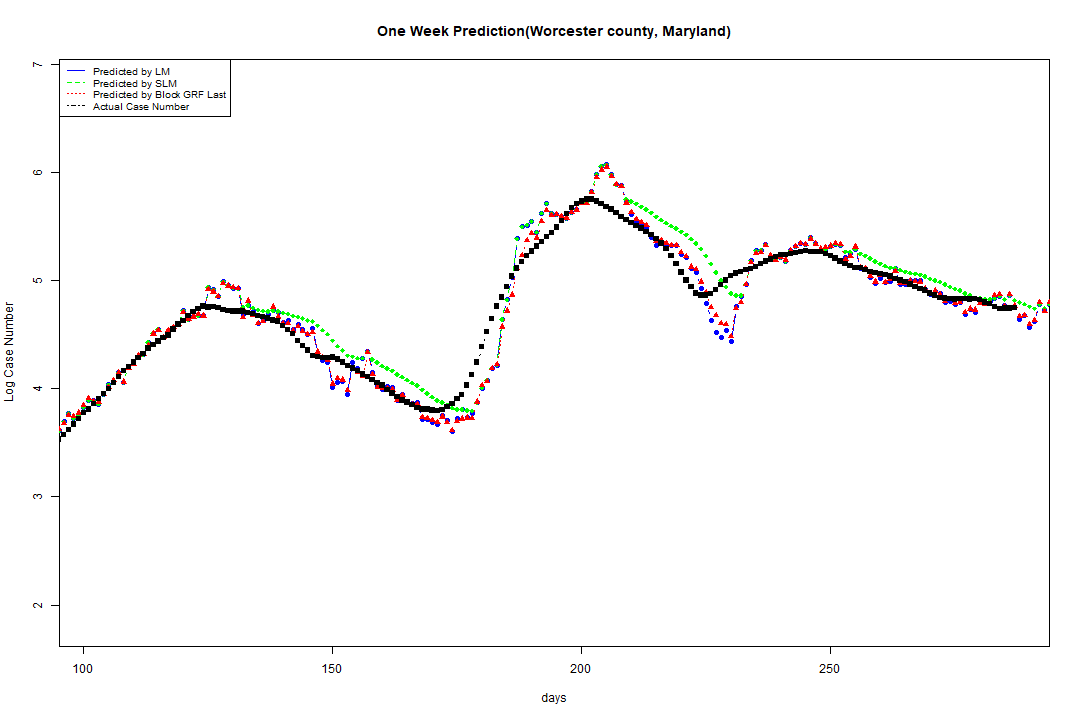 One Week Prediction(Worcester county, Maryland)
Predicted by LM
Predicted by SLM
Predicted by Block GRF Last
Actual Case Number
Log Case Number
7
6
5
4
3
2
100 150 200 250
days